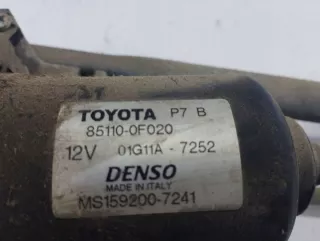 TOYOTA P7 B
85110-0F020
12V 01G11A-7252
DENSO
MADE IN ITALY
MS159200-7241